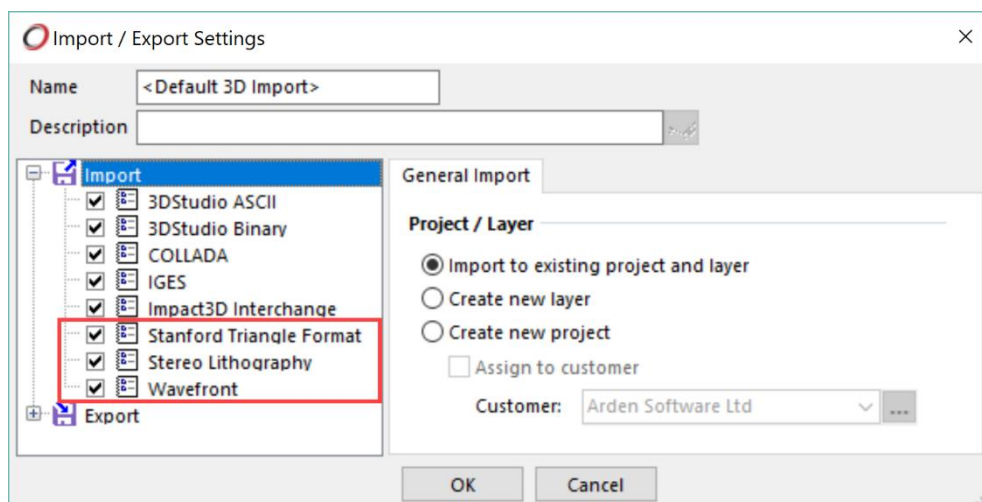 Import / Export Settings
Name <Default 3D Import>
Description
Import
3DStudio ASCII
3DStudio Binary
COLLADA
IGES
Impact3D Interchange
Stanford Triangle Format
Stereo Lithography
Wavefront
Export
General Import
Project / Layer
Import to existing project and layer
Create new layer
Create new project
Assign to customer
Customer: Arden Software Ltd ...
OK Cancel